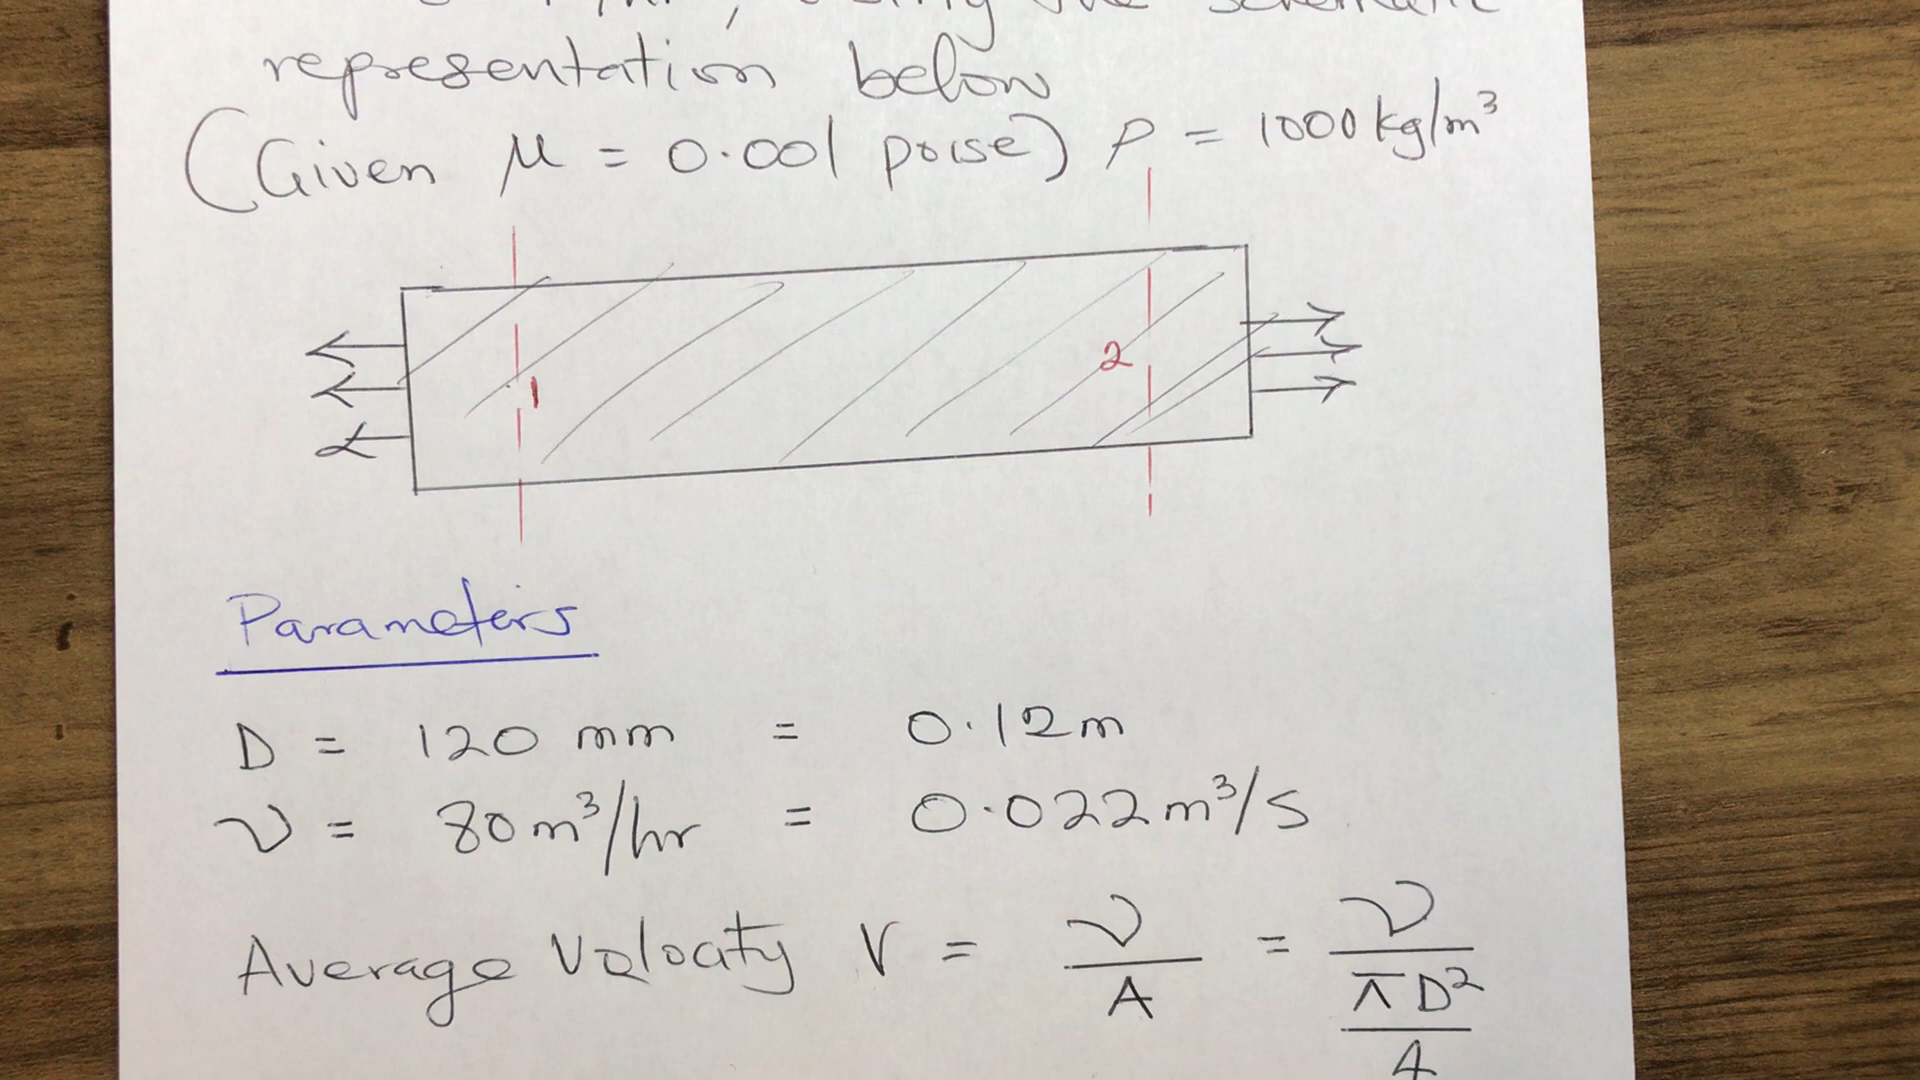 representation below
(Given μ = 0.001 poise) ρ = 1000 kg/m³
1
2
Parameters
D = 120 mm = 0.12m
𝒱 = 80 m³/hr = 0.022 m³/s
Average Velocity V = 𝒱/A = 𝒱/(πD²/4)